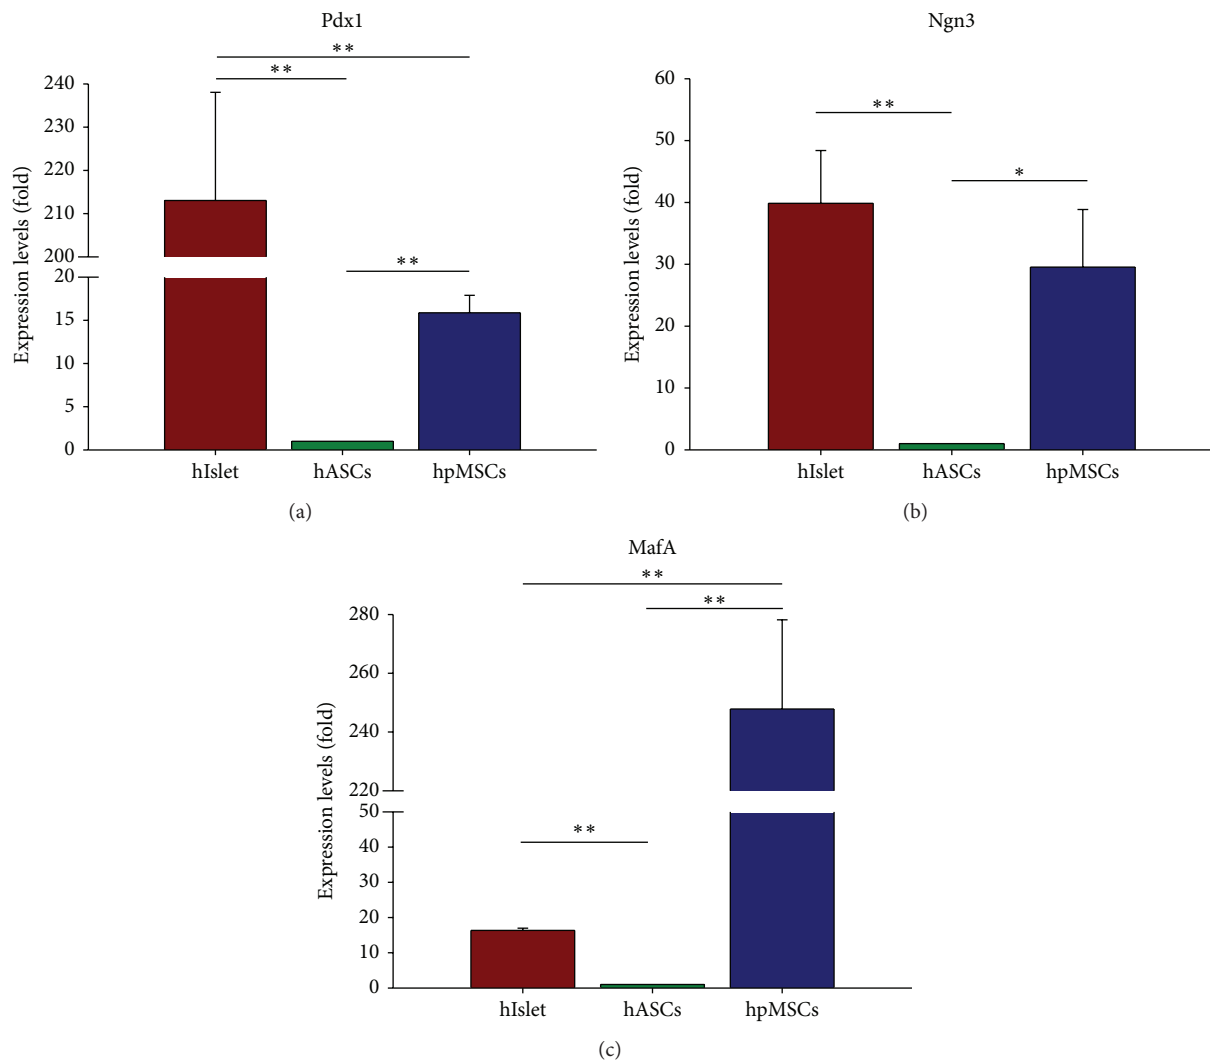 Pdx1
**
**
**
Expression levels (fold)
240
230
220
210
200
20
15
10
5
0
hIslet hASCs hpMSCs
(a)
Ngn3
**
*
Expression levels (fold)
60
50
40
30
20
10
0
hIslet hASCs hpMSCs
(b)
MafA
**
**
**
Expression levels (fold)
280
260
240
220
50
40
30
20
10
0
hIslet hASCs hpMSCs
(c)